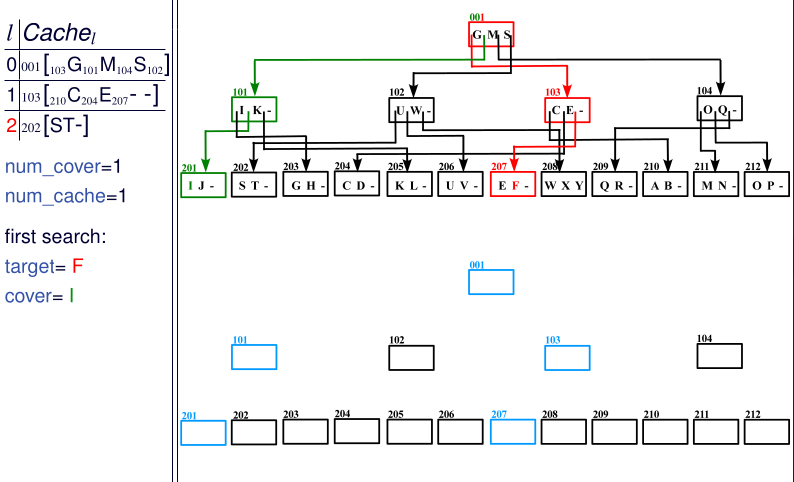 l Cache l
0 001 [103 G 101 M 104 S 102]
1 103 [210 C 204 E 207 - -]
2 202 [ST-]
num_cover=1
num_cache=1
first search:
target= F
cover= I
001
G M S
101 102 103 104
I K - U W - C E - O Q -
201 202 203 204 205 206 207 208 209 210 211 212
I J - S T - G H - C D - K L - U V - E F - W X Y Q R - A B - M N - O P -
001
101 102 103 104
201 202 203 204 205 206 207 208 209 210 211 212